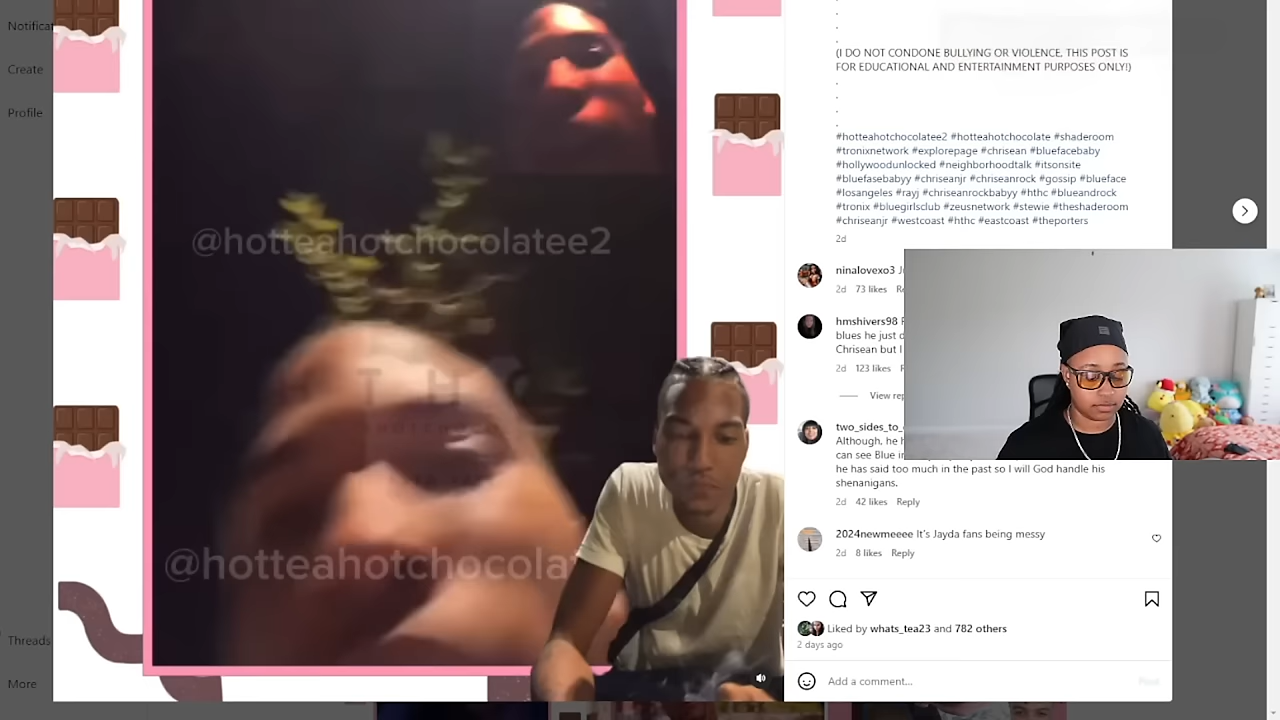 Notificat
Create
Profile
Threads
More
@hotteahotchocolatee2
H T H C
@hotteahotchocola
(I DO NOT CONDONE BULLYING OR VIOLENCE, THIS POST IS
FOR EDUCATIONAL AND ENTERTAINMENT PURPOSES ONLY!)
#hotteahotchocolatee2 #hotteahotchocolate #shaderoom
#tronixnetwork #explorepage #chrisean #bluefacebaby
#hollywoodunlocked #neighborhoodtalk #itsonsite
#bluefasebabyy #chriseanjr #chriseanrock #gossip #blueface
#losangeles #rayj #chriseanrockbabyy #hthc #blueandrock
#tronix #bluegirlsclub #zeusnetwork #stewie #theshaderoom
#chriseanjr #westcoast #hthc #eastcoast #theporters
2d
ninalovexo3
2d 73 likes
hmshivers98
blues he just
Chrisean but I
2d 123 likes
View
two_sides_to_
Although, he
can see Blue
he has said too much in the past so I will God handle his
shenanigans.
2d 42 likes Reply
2024newmeeee It's Jayda fans being messy
2d 8 likes Reply
Liked by whats_tea23 and 782 others
2 days ago
Add a comment...
Post